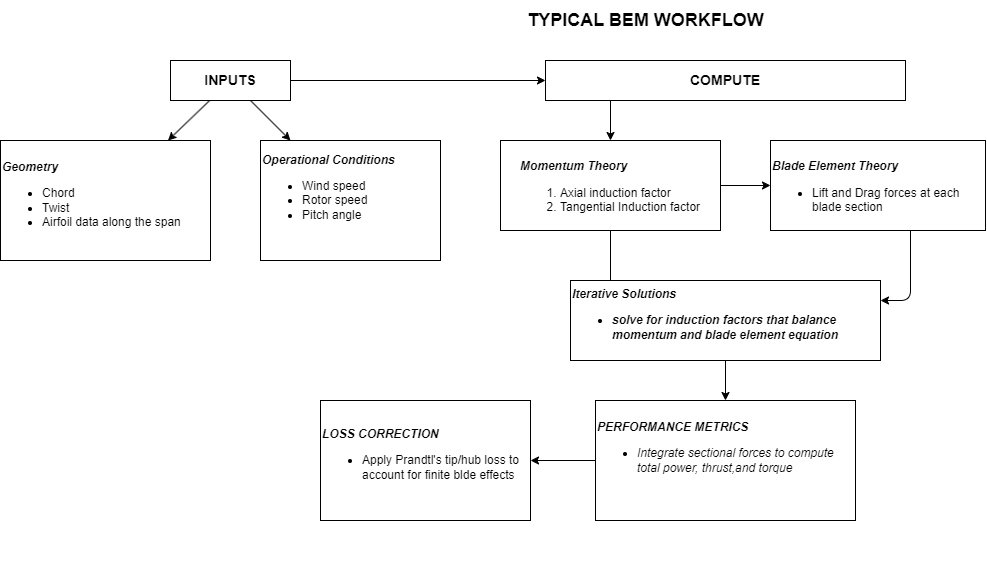 TYPICAL BEM WORKFLOW
INPUTS
COMPUTE
Geometry
Chord
Twist
Airfoil data along the span
Operational Conditions
Wind speed
Rotor speed
Pitch angle
Momentum Theory
1. Axial induction factor
2. Tangential Induction factor
Blade Element Theory
Lift and Drag forces at each
blade section
Iterative Solutions
solve for induction factors that balance
momentum and blade element equation
LOSS CORRECTION
Apply Prandtl's tip/hub loss to
account for finite blde effects
PERFORMANCE METRICS
Integrate sectional forces to compute
total power, thrust,and torque